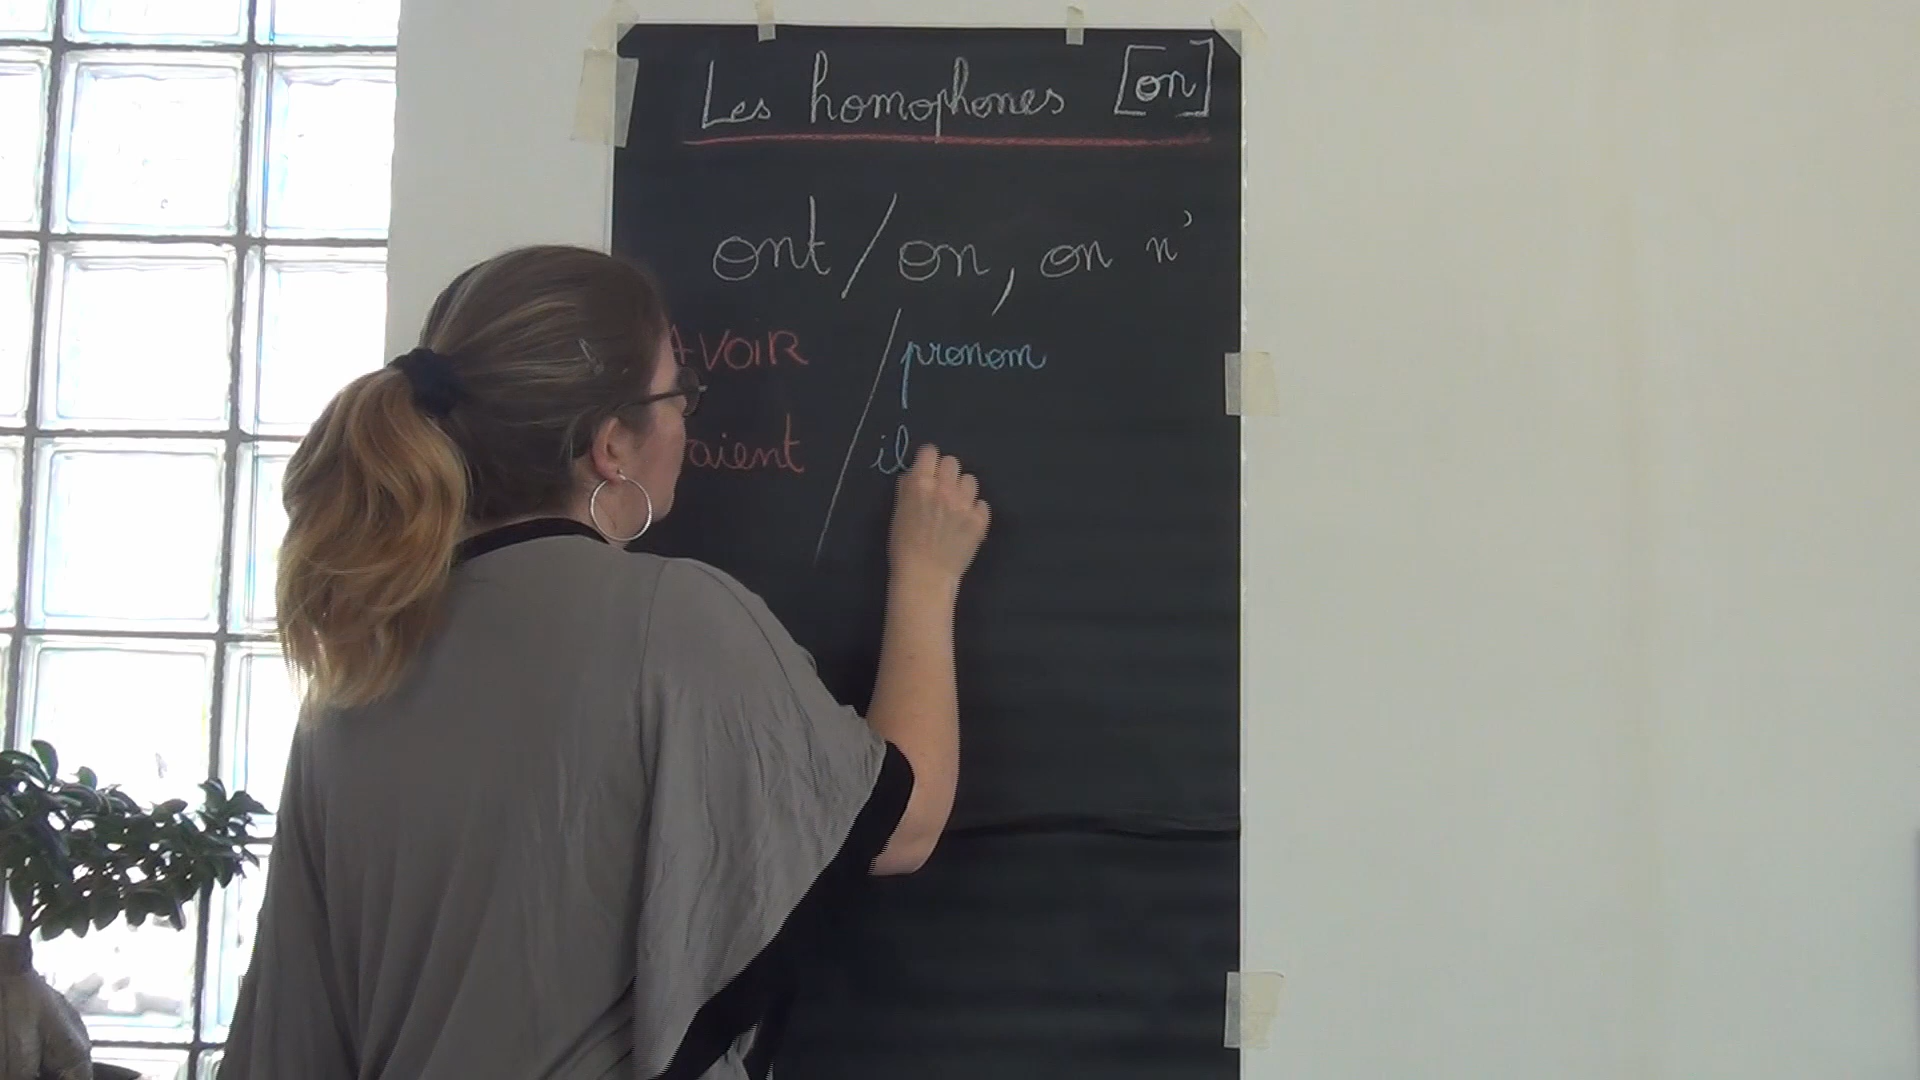 Les homophones [on]
ont / on, on n'
AVOIR / pronom
aient / il